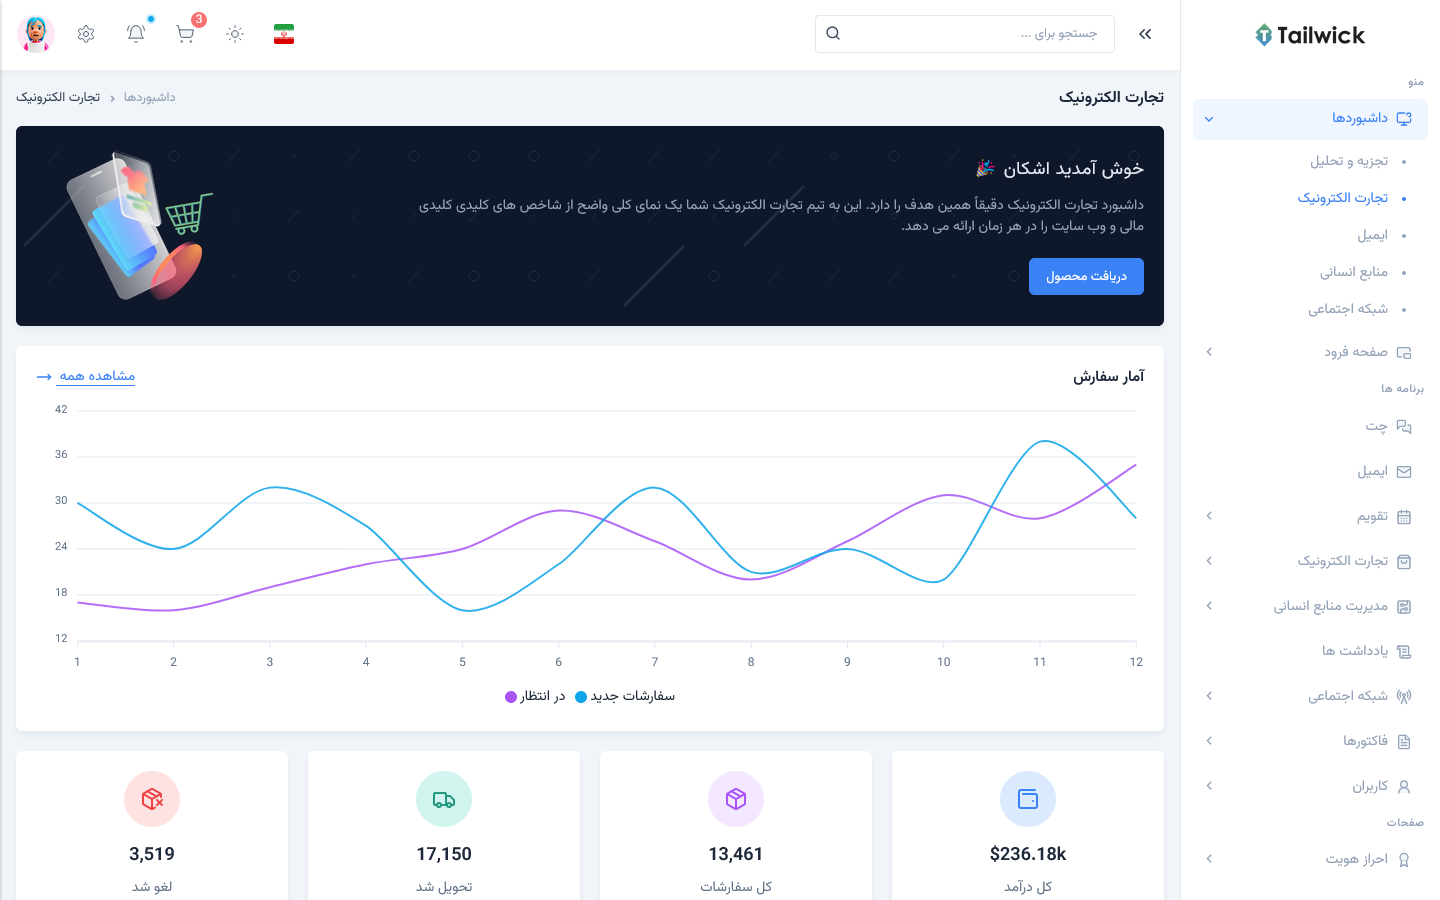 Tailwick
منو
داشبوردها
تجزیه و تحلیل
تجارت الکترونیک
ایمیل
منابع انسانی
شبکه اجتماعی
صفحه فرود
برنامه ها
چت
ایمیل
تقویم
تجارت الکترونیک
مدیریت منابع انسانی
یادداشت ها
شبکه اجتماعی
فاکتورها
کاربران
صفحات
احراز هویت
جستجو برای ...
3
تجارت الکترونیک
داشبوردها
تجارت الکترونیک
خوش آمدید اشکان 🎉
داشبورد تجارت الکترونیک دقیقاً همین هدف را دارد. این به تیم تجارت الکترونیک شما یک نمای کلی واضح از شاخص های کلیدی کلیدی
مالی و وب سایت را در هر زمان ارائه می دهد.
دریافت محصول
آمار سفارش
مشاهده همه
42
36
30
24
18
12
1 2 3 4 5 6 7 8 9 10 11 12
سفارشات جدید
در انتظار
$236.18k
کل درآمد
13,461
کل سفارشات
17,150
تحویل شد
3,519
لغو شد